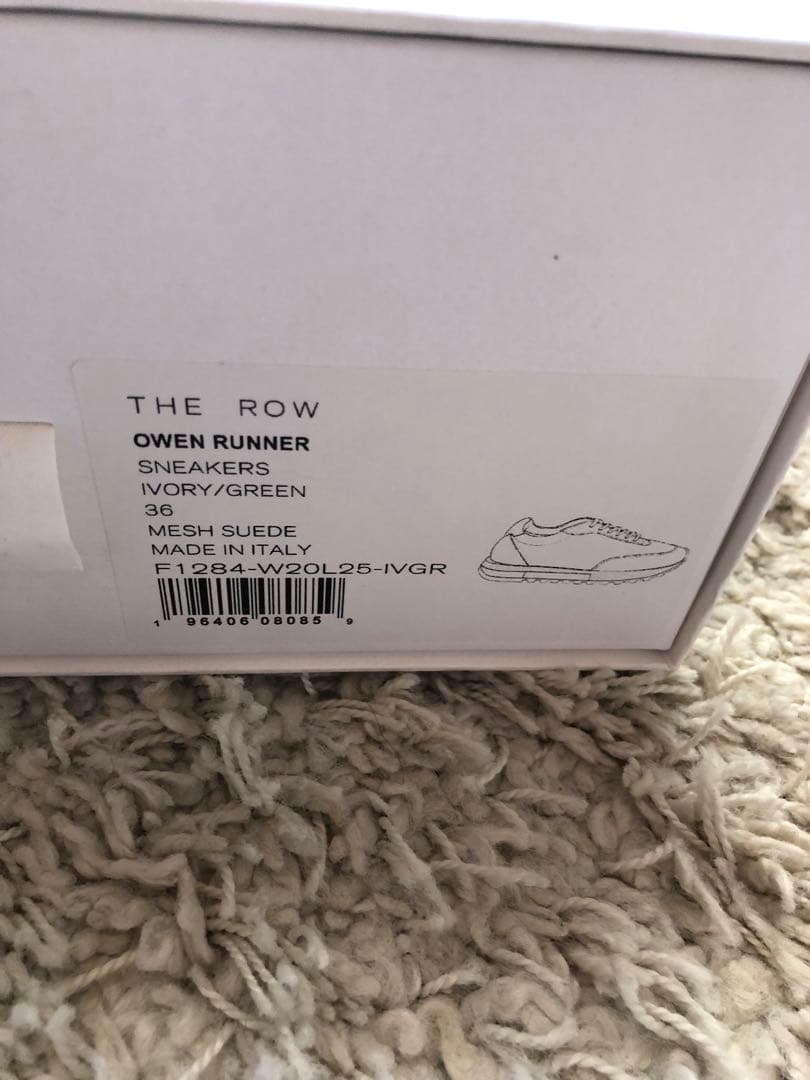 THE ROW
OWEN RUNNER
SNEAKERS
IVORY/GREEN
36
MESH SUEDE
MADE IN ITALY
F1284-W20L25-IVGR
1 96406 08085 9